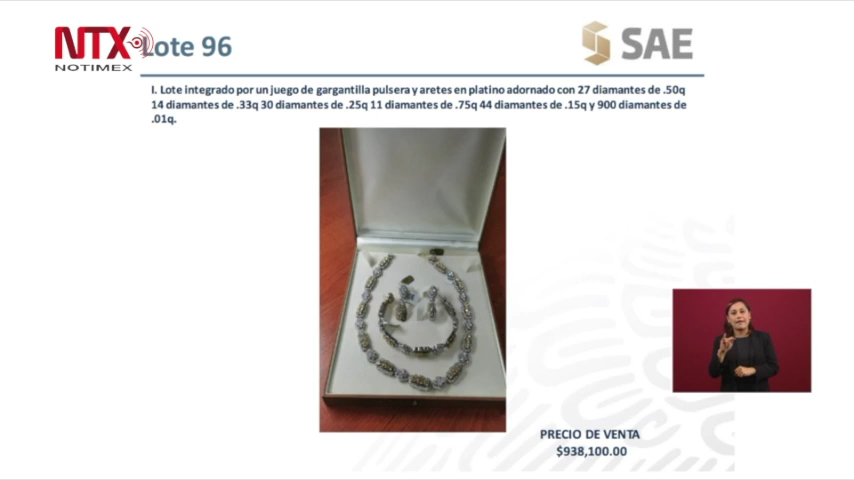 NTX
NOTIMEX
Lote 96
SAE
I. Lote integrado por un juego de gargantilla pulsera y aretes en platino adornado con 27 diamantes de .50q
14 diamantes de .33q 30 diamantes de .25q 11 diamantes de .75q 44 diamantes de .15q y 900 diamantes de
.01q.
PRECIO DE VENTA
$938,100.00